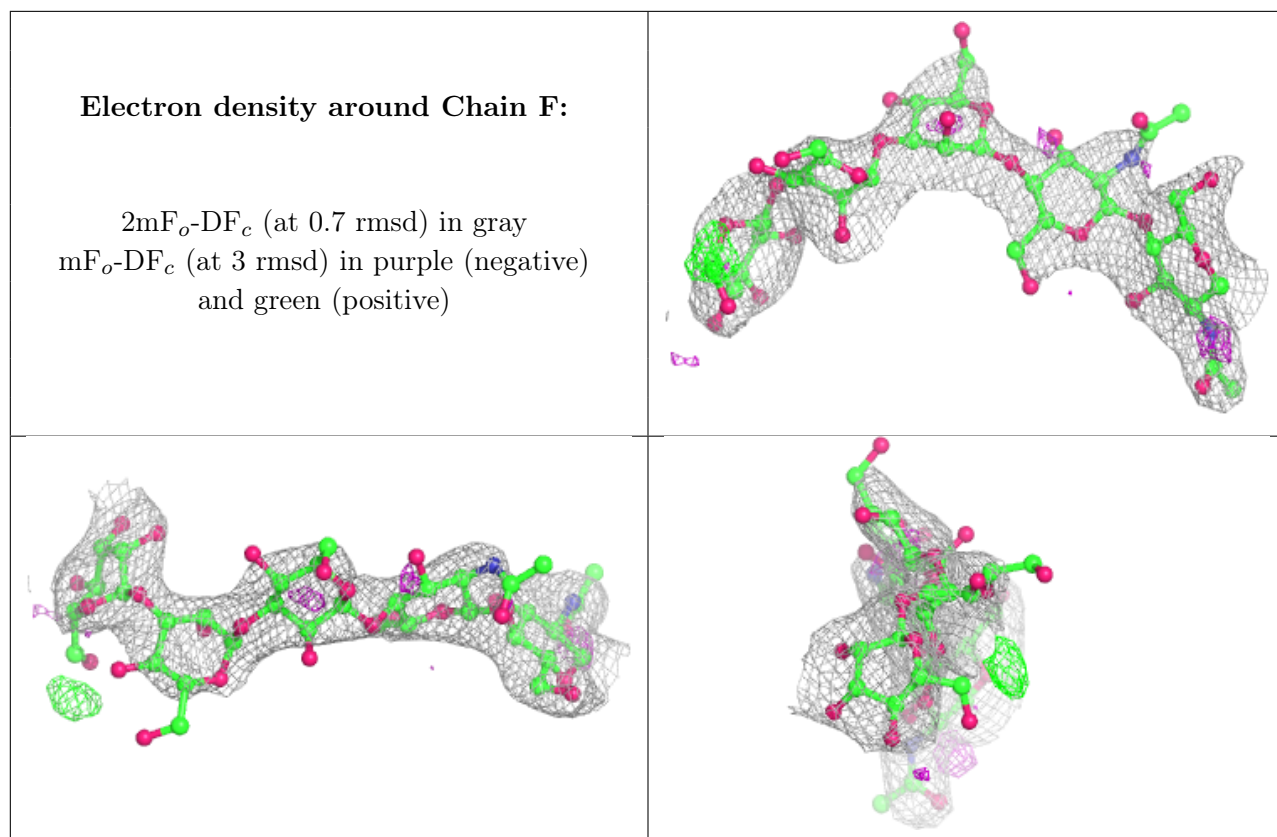 Electron density around Chain F:
2mFo-DFc (at 0.7 rmsd) in gray
mFo-DFc (at 3 rmsd) in purple (negative)
and green (positive)